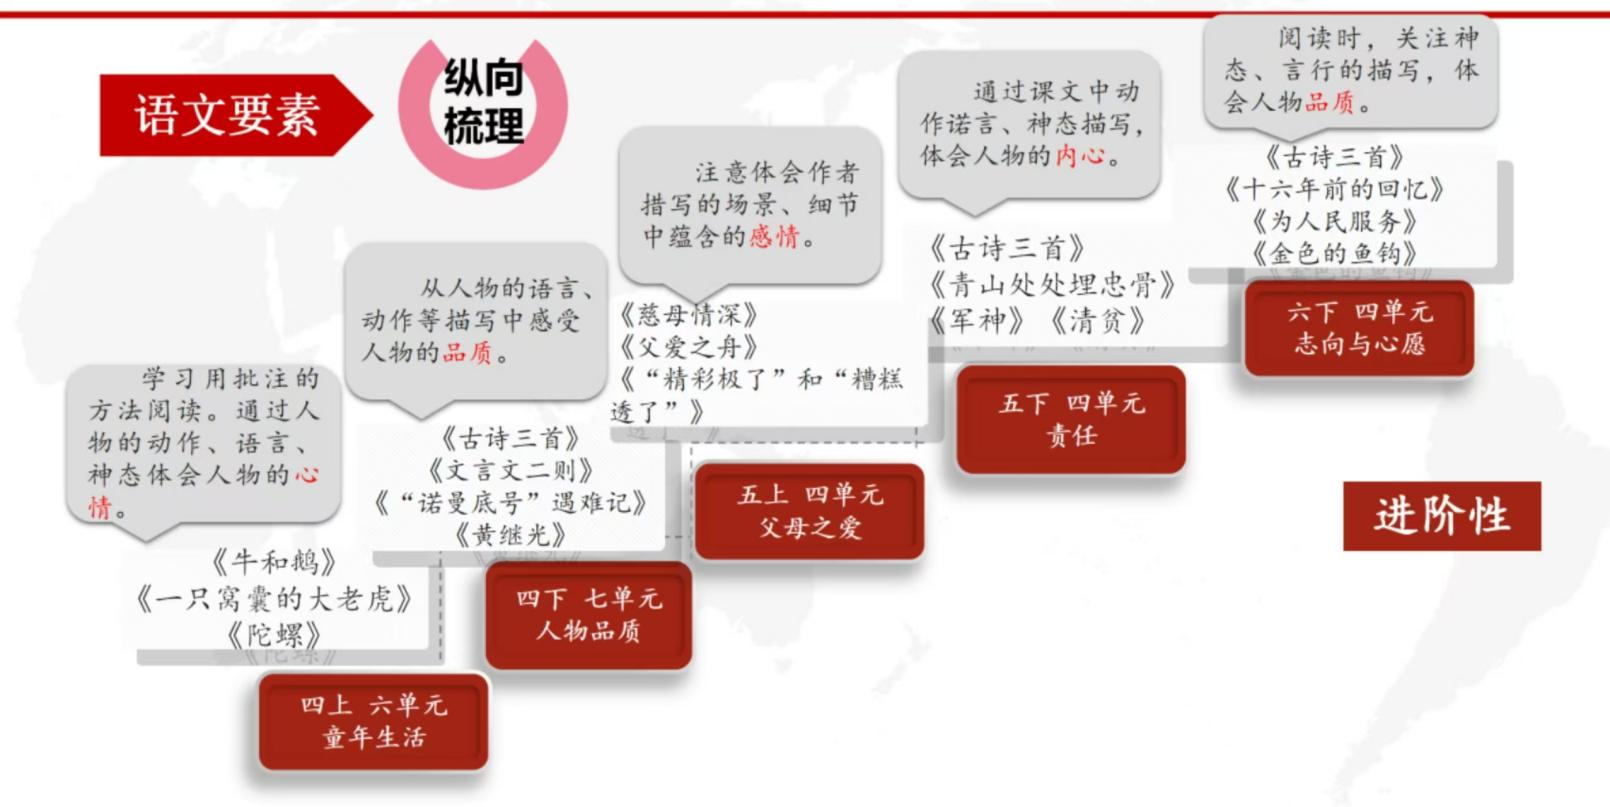 语文要素
纵向
梳理
学习用批注的
方法阅读。通过人
物的动作、语言、
神态体会人物的心
情。
《牛和鹅》
《一只窝囊的大老虎》
《陀螺》
四上 六单元
童年生活
从人物的语言、
动作等描写中感受
人物的品质。
《古诗三首》
《文言文二则》
《“诺曼底号”遇难记》
《黄继光》
四下 七单元
人物品质
注意体会作者
措写的场景、细节
中蕴含的感情。
《慈母情深》
《父爱之舟》
《“精彩极了”和“糟糕
透了”》
五上 四单元
父母之爱
通过课文中动
作诺言、神态描写，
体会人物的内心。
《古诗三首》
《青山处处埋忠骨》
《军神》《清贫》
五下 四单元
责任
阅读时，关注神
态、言行的描写，体
会人物品质。
《古诗三首》
《十六年前的回忆》
《为人民服务》
《金色的鱼钩》
六下 四单元
志向与心愿
进阶性